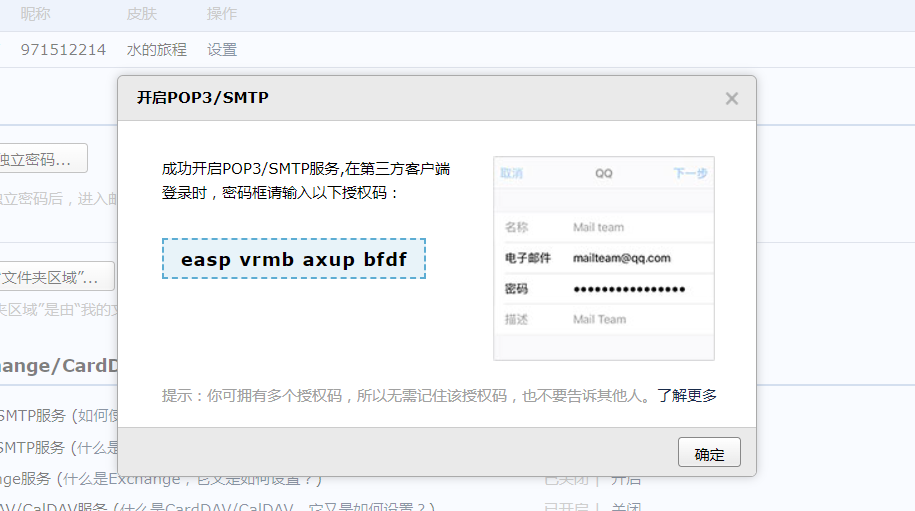 昵称 皮肤 操作
971512214 水的旅程 设置
开启POP3/SMTP ×
独立密码...
独立密码后，进入邮
成功开启POP3/SMTP服务,在第三方客户端
登录时，密码框请输入以下授权码：
easp vrmb axup bfdf
取消 QQ 下一步
名称 Mail team
电子邮件 mailteam@qq.com
密码 ●●●●●●●●●●●●●●●●
描述 Mail Team
"文件夹区域"...
夹区域"是由"我的文
提示：你可拥有多个授权码，所以无需记住该授权码，也不要告诉其他人。了解更多
hange/CardD
SMTP服务 (如何使
SMTP服务 (什么是
确定
nge服务 (什么是Exchange，它又是如何设置？) 已关闭 | 开启
AV/CalDAV服务 (什么是CardDAV/CalDAV，它又是如何设置？) 已开启 | 关闭